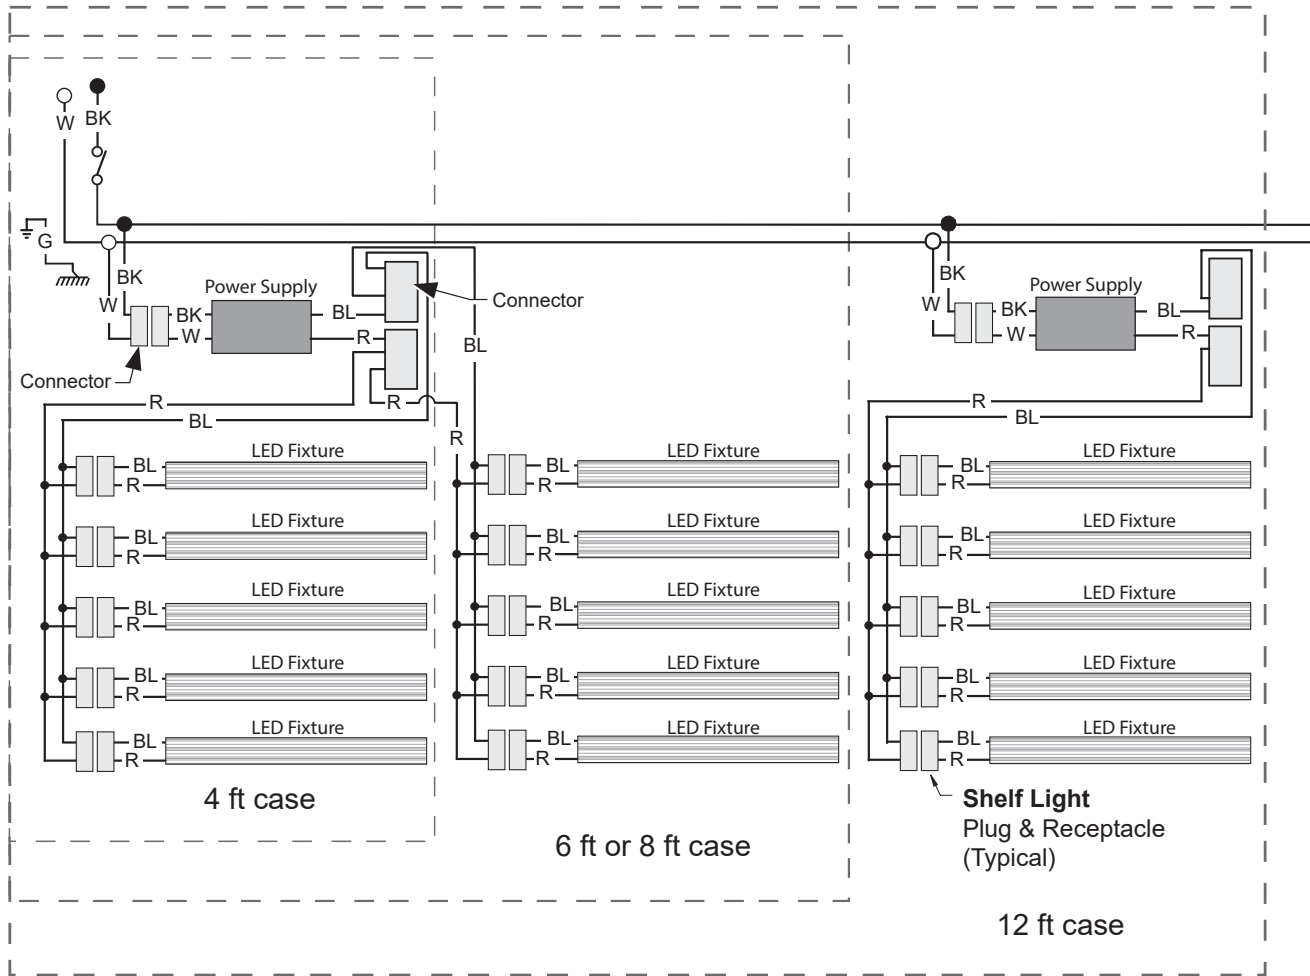 W
BK
G
BK
W
Power Supply
BK
W
BL
R
Connector
Connector
BL
R
BL
R
R
BK
W
Power Supply
BK
W
BL
R
R
BL
LED Fixture
BL
R
LED Fixture
BL
R
LED Fixture
BL
R
LED Fixture
BL
R
LED Fixture
BL
R
4 ft case
LED Fixture
BL
R
LED Fixture
BL
R
LED Fixture
BL
R
LED Fixture
BL
R
LED Fixture
BL
R
6 ft or 8 ft case
LED Fixture
BL
R
LED Fixture
BL
R
LED Fixture
BL
R
LED Fixture
BL
R
LED Fixture
BL
R
Shelf Light
Plug & Receptacle
(Typical)
12 ft case